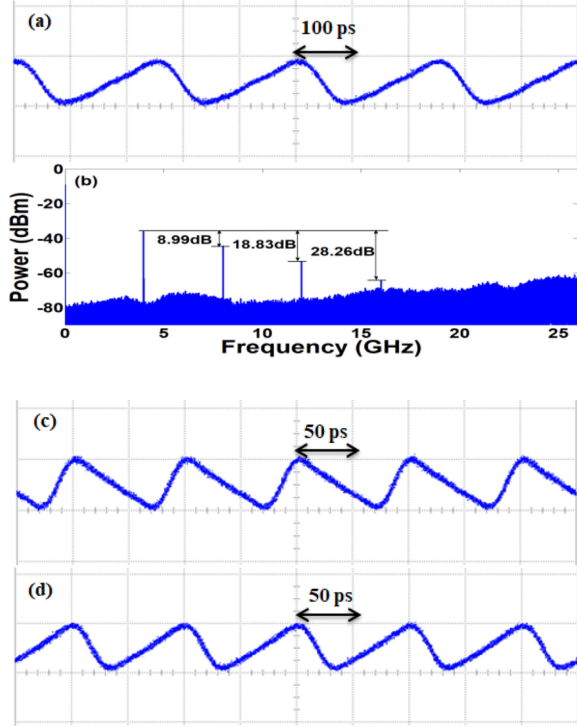 (a)
100 ps
0
(b)
-20
8.99dB
18.83dB
28.26dB
-40
-60
-80
Power (dBm)
0
5
10
15
20
25
Frequency (GHz)
(c)
50 ps
(d)
50 ps